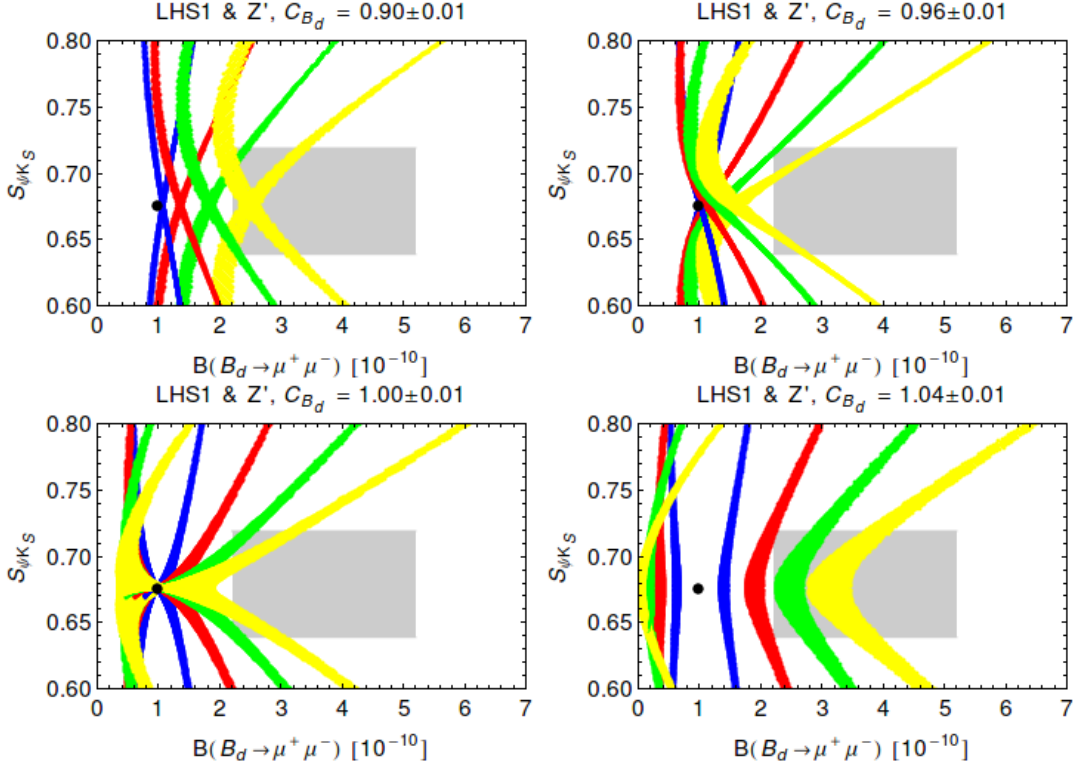 LHS1 & Z', C_{B_d} = 0.90±0.01
0.80
0.75
0.70
0.65
0.60
S_{ψK_S}
0 1 2 3 4 5 6 7
B(B_d→μ⁺μ⁻) [10⁻¹⁰]
LHS1 & Z', C_{B_d} = 0.96±0.01
0.80
0.75
0.70
0.65
0.60
S_{ψK_S}
0 1 2 3 4 5 6 7
B(B_d→μ⁺μ⁻) [10⁻¹⁰]
LHS1 & Z', C_{B_d} = 1.00±0.01
0.80
0.75
0.70
0.65
0.60
S_{ψK_S}
0 1 2 3 4 5 6 7
B(B_d→μ⁺μ⁻) [10⁻¹⁰]
LHS1 & Z', C_{B_d} = 1.04±0.01
0.80
0.75
0.70
0.65
0.60
S_{ψK_S}
0 1 2 3 4 5 6 7
B(B_d→μ⁺μ⁻) [10⁻¹⁰]